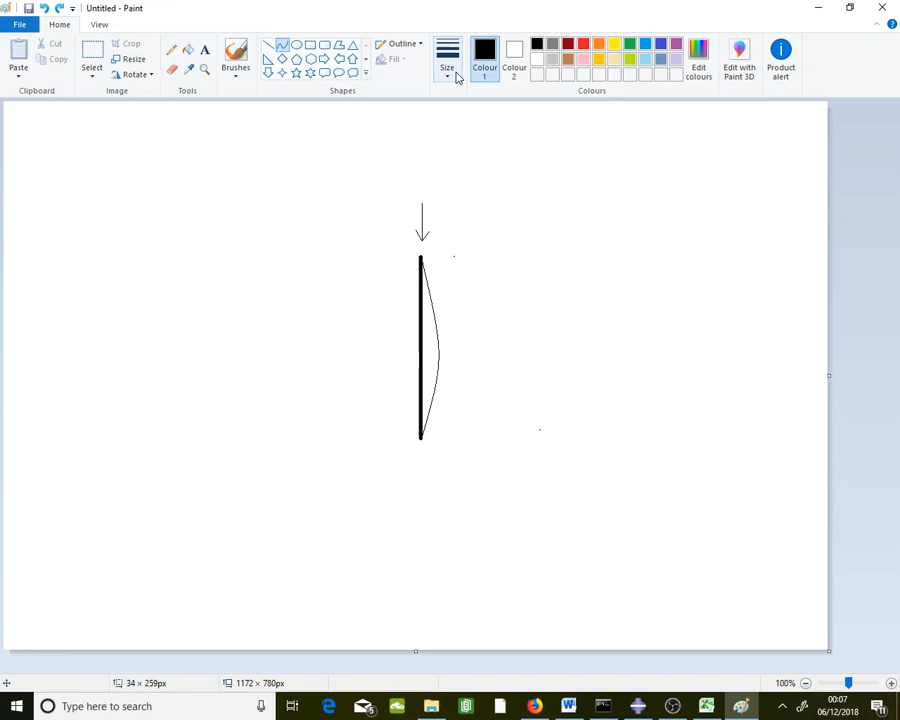 Untitled - Paint
File
Home
View
Paste
Cut
Copy
Clipboard
Select
Crop
Resize
Rotate
Image
A
Tools
Brushes
Outline
Fill
Shapes
Size
Colour 1
Colour 2
Edit colours
Colours
Edit with Paint 3D
Product alert
34 × 259px
1172 × 780px
100%
Type here to search
5
00:07
06/12/2018
11